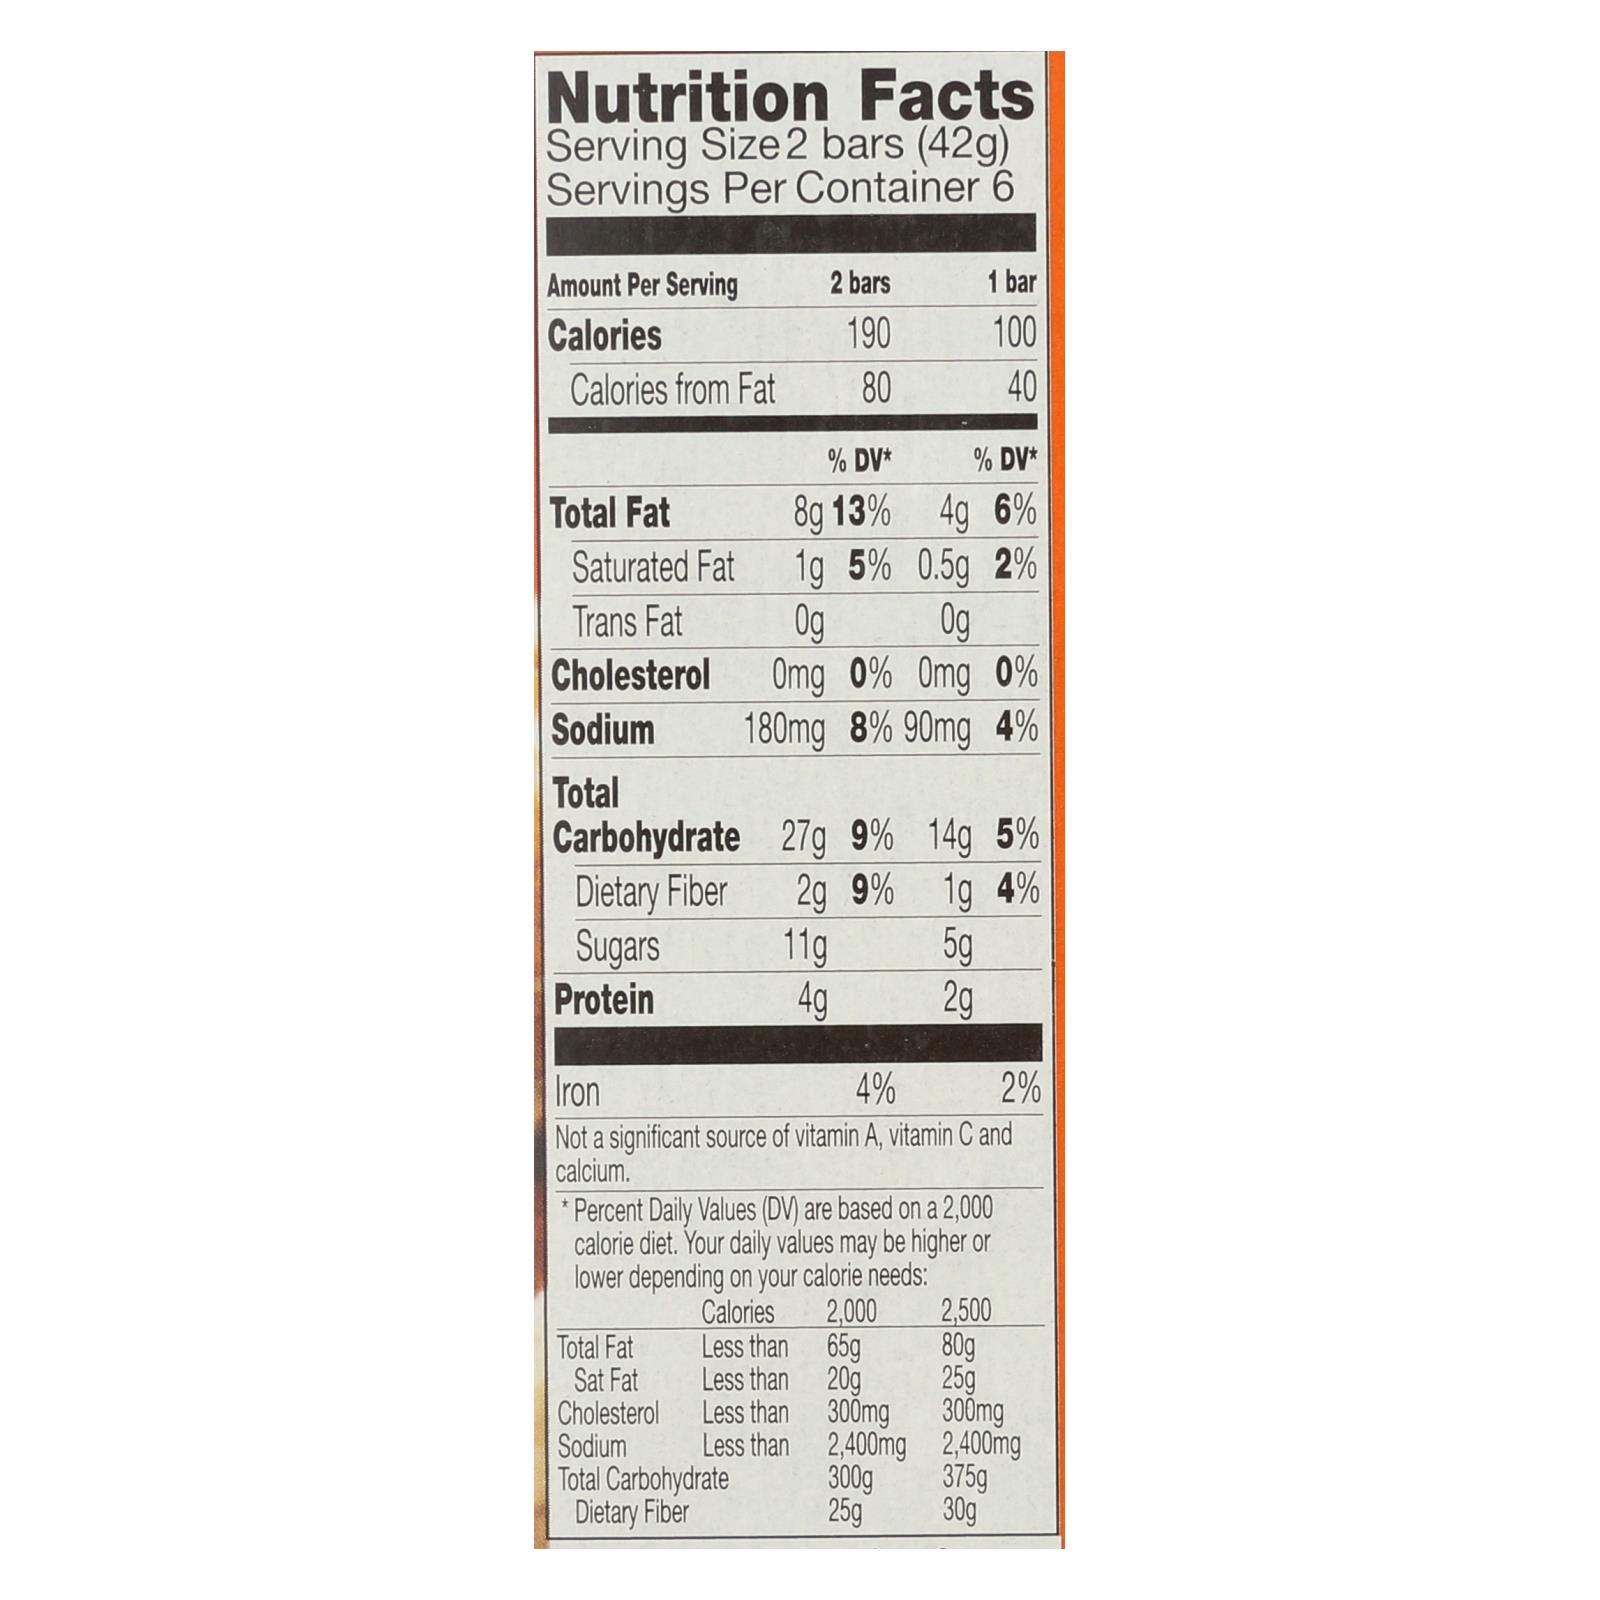 Nutrition Facts
Serving Size 2 bars (42g)
Servings Per Container 6
Amount Per Serving 2 bars 1 bar
Calories 190 100
Calories from Fat 80 40
% DV* % DV*
Total Fat 8g 13% 4g 6%
Saturated Fat 1g 5% 0.5g 2%
Trans Fat 0g 0g
Cholesterol 0mg 0% 0mg 0%
Sodium 180mg 8% 90mg 4%
Total
Carbohydrate 27g 9% 14g 5%
Dietary Fiber 2g 9% 1g 4%
Sugars 11g 5g
Protein 4g 2g
Iron 4% 2%
Not a significant source of vitamin A, vitamin C and
calcium.
* Percent Daily Values (DV) are based on a 2,000
calorie diet. Your daily values may be higher or
lower depending on your calorie needs:
Calories 2,000 2,500
Total Fat Less than 65g 80g
Sat Fat Less than 20g 25g
Cholesterol Less than 300mg 300mg
Sodium Less than 2,400mg 2,400mg
Total Carbohydrate 300g 375g
Dietary Fiber 25g 30g